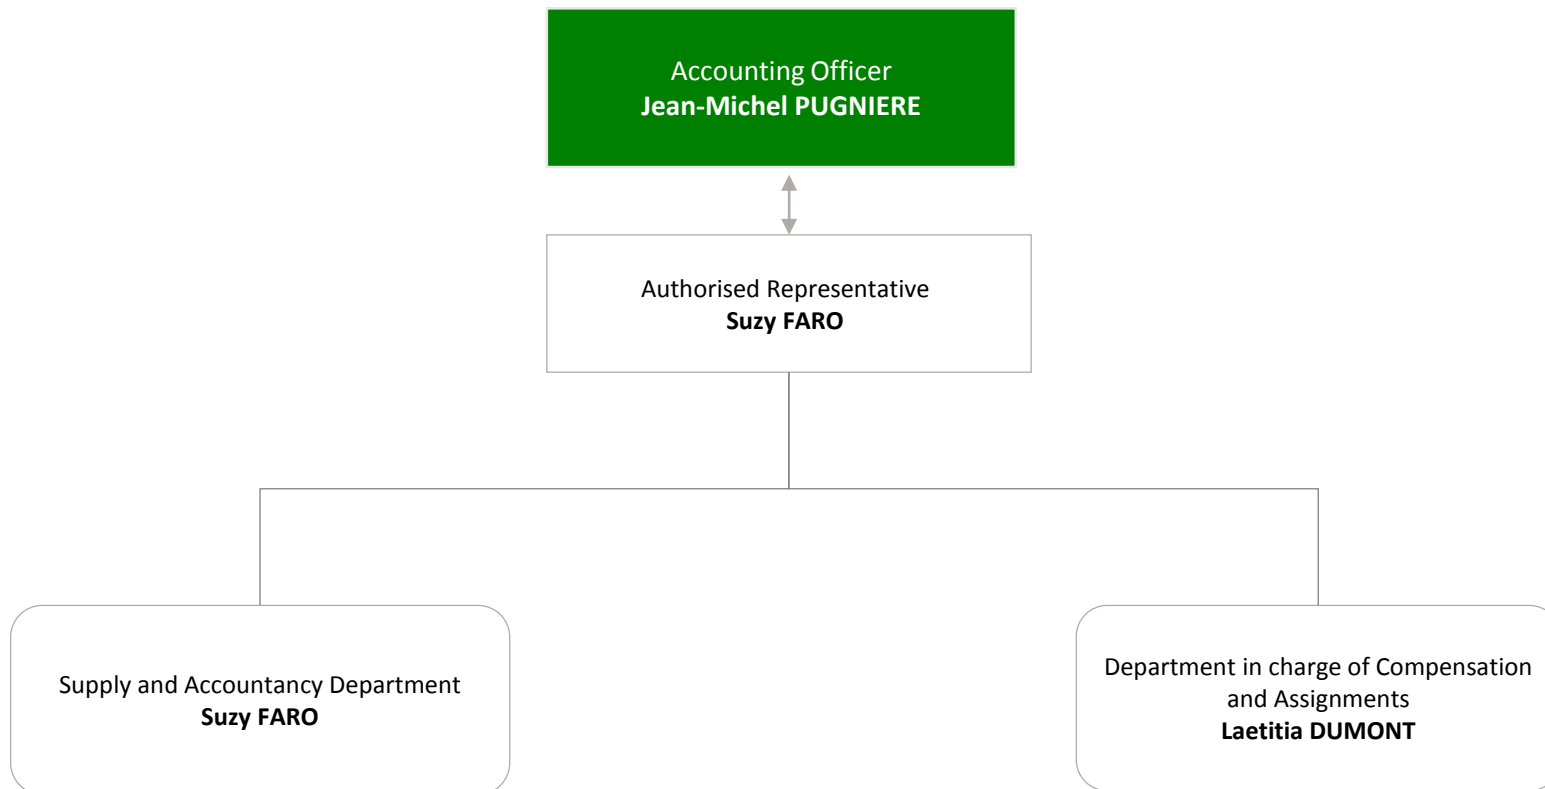 Accounting Officer
Jean-Michel PUGNIERE
Authorised Representative
Suzy FARO
Supply and Accountancy Department
Suzy FARO
Department in charge of Compensation
and Assignments
Laetitia DUMONT